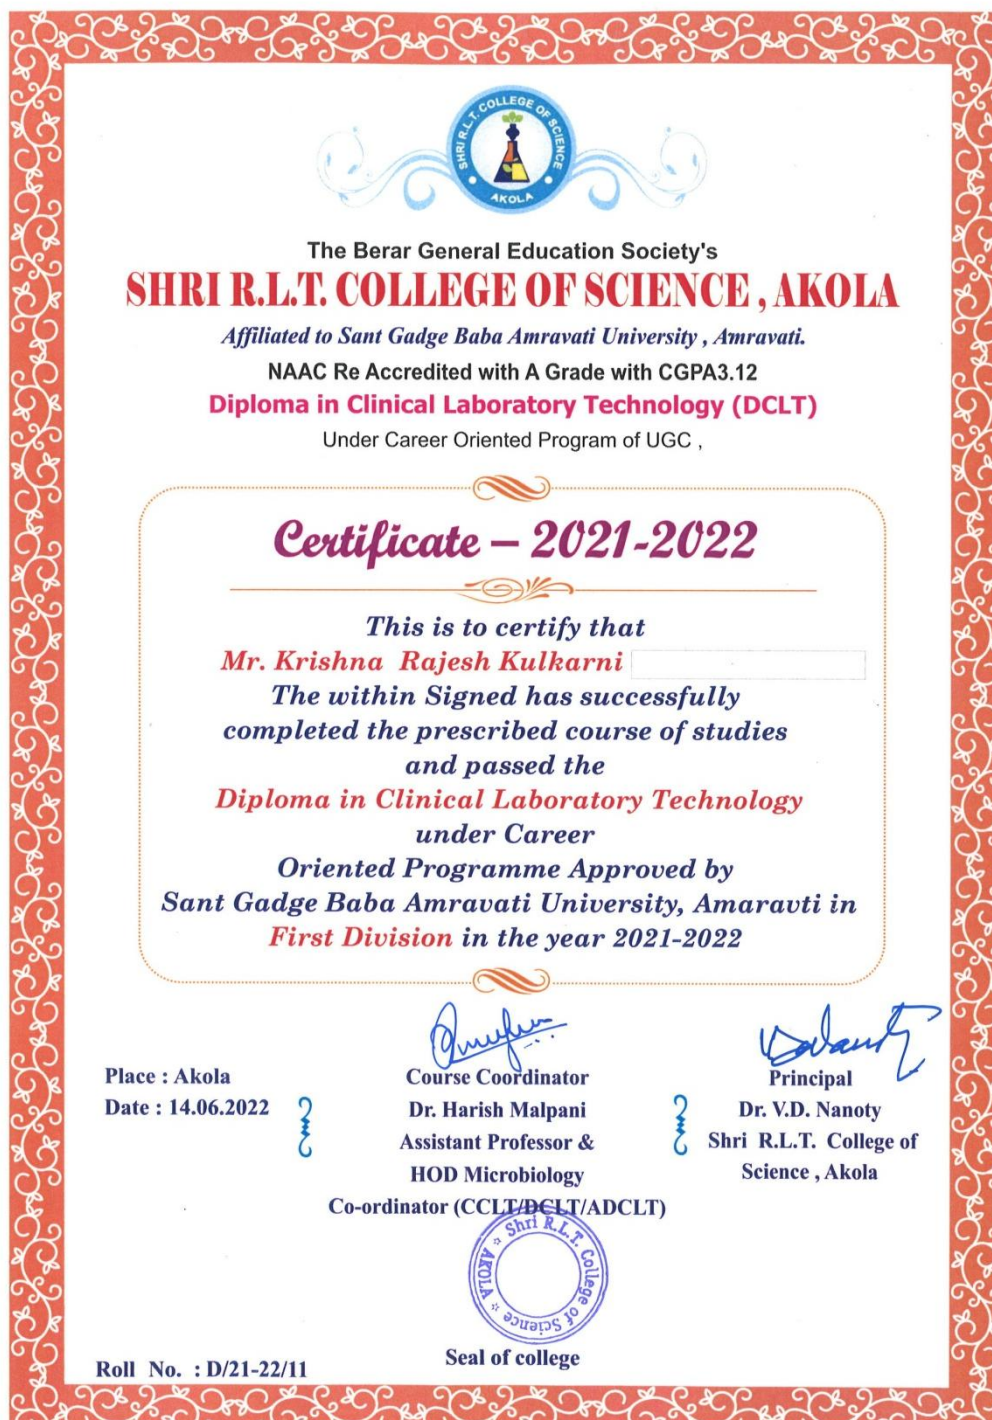 SHRI R.L.T. COLLEGE OF SCIENCE
AKOLA
The Berar General Education Society's
SHRI R.L.T. COLLEGE OF SCIENCE , AKOLA
Affiliated to Sant Gadge Baba Amravati University , Amravati.
NAAC Re Accredited with A Grade with CGPA3.12
Diploma in Clinical Laboratory Technology (DCLT)
Under Career Oriented Program of UGC ,
Certificate – 2021-2022
This is to certify that
Mr. Krishna Rajesh Kulkarni
The within Signed has successfully
completed the prescribed course of studies
and passed the
Diploma in Clinical Laboratory Technology
under Career
Oriented Programme Approved by
Sant Gadge Baba Amravati University, Amaravti in
First Division in the year 2021-2022
Place : Akola
Date : 14.06.2022
Course Coordinator
Dr. Harish Malpani
Assistant Professor &
HOD Microbiology
Co-ordinator (CCLT/DCLT/ADCLT)
Principal
Dr. V.D. Nanoty
Shri R.L.T. College of
Science , Akola
Shri R.L.T. College of Science
AKOLA
Seal of college
Roll No. : D/21-22/11